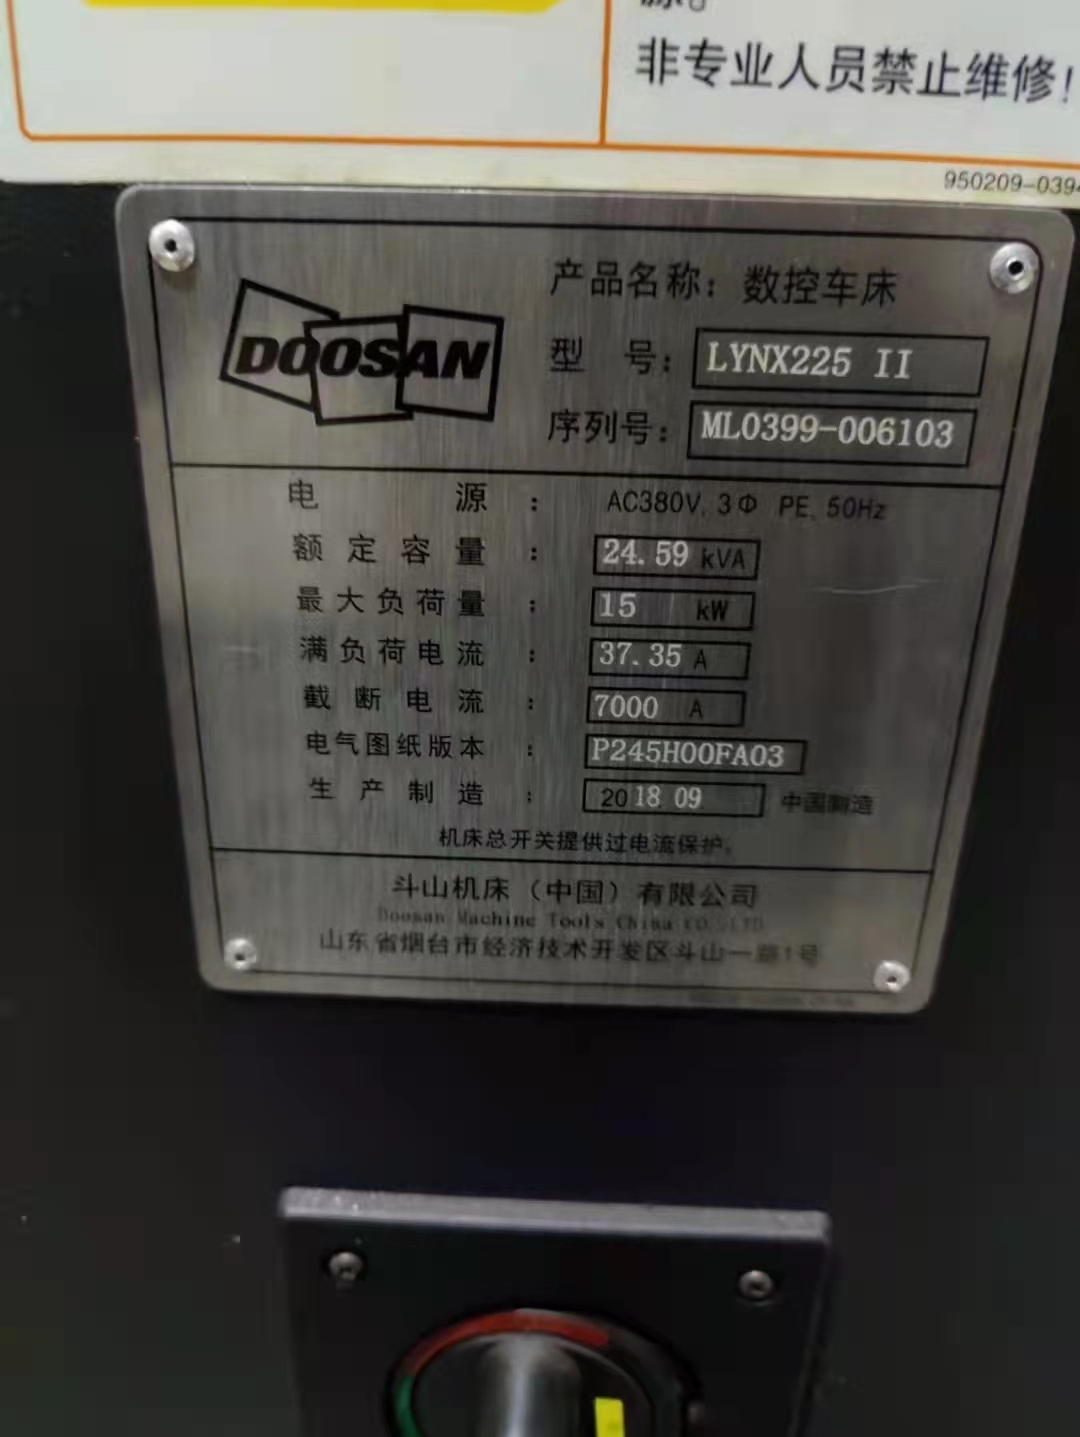 非专业人员禁止维修！
950209-039
DOOSAN
产品名称：数控车床
型 号：LYNX225 II
序列号：ML0399-006103
电 源：AC380V, 3Φ PE, 50Hz
额定容量：24.59 kVA
最大负荷量：15 kW
满负荷电流：37.35 A
截断电流：7000 A
电气图纸版本：P245H00FA03
生产制造：2018 09 中国制造
机床总开关提供过电流保护。
斗山机床（中国）有限公司
Doosan Machine Tools China CO.,LTD
山东省烟台市经济技术开发区斗山一路1号